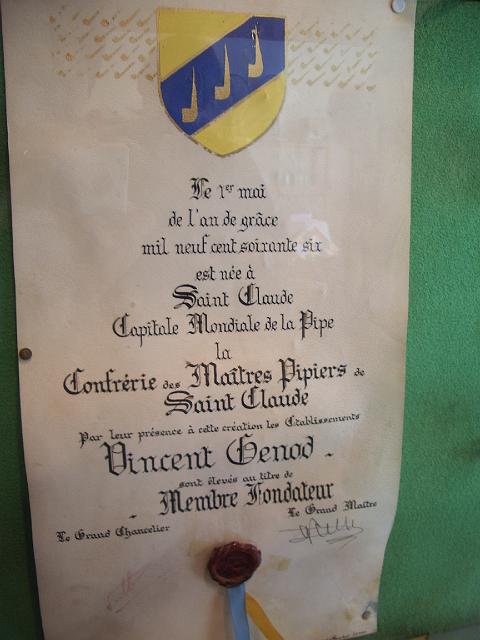 Le 1er mai
de l'an de grâce
mil neuf cent soixante six
est née à
Saint Claude
Capitale Mondiale de la Pipe
la
Confrérie des Maîtres Pipiers de
Saint Claude
Par leur présence à cette création les Etablissements
Vincent Genod -
sont élevés au titre de
- Membre Fondateur
Le Grand Maître
Le Grand Chancelier